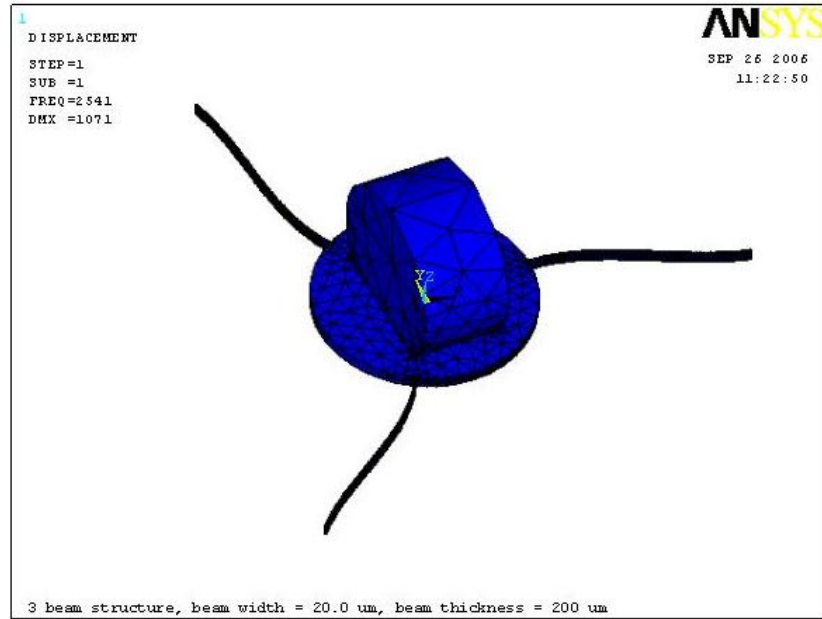 1
DISPLACEMENT
STEP=1
SUB =1
FREQ=2541
DMX =1071
ANSYS
SEP 26 2006
11:22:50
YZ
3 beam structure, beam width = 20.0 um, beam thickness = 200 um